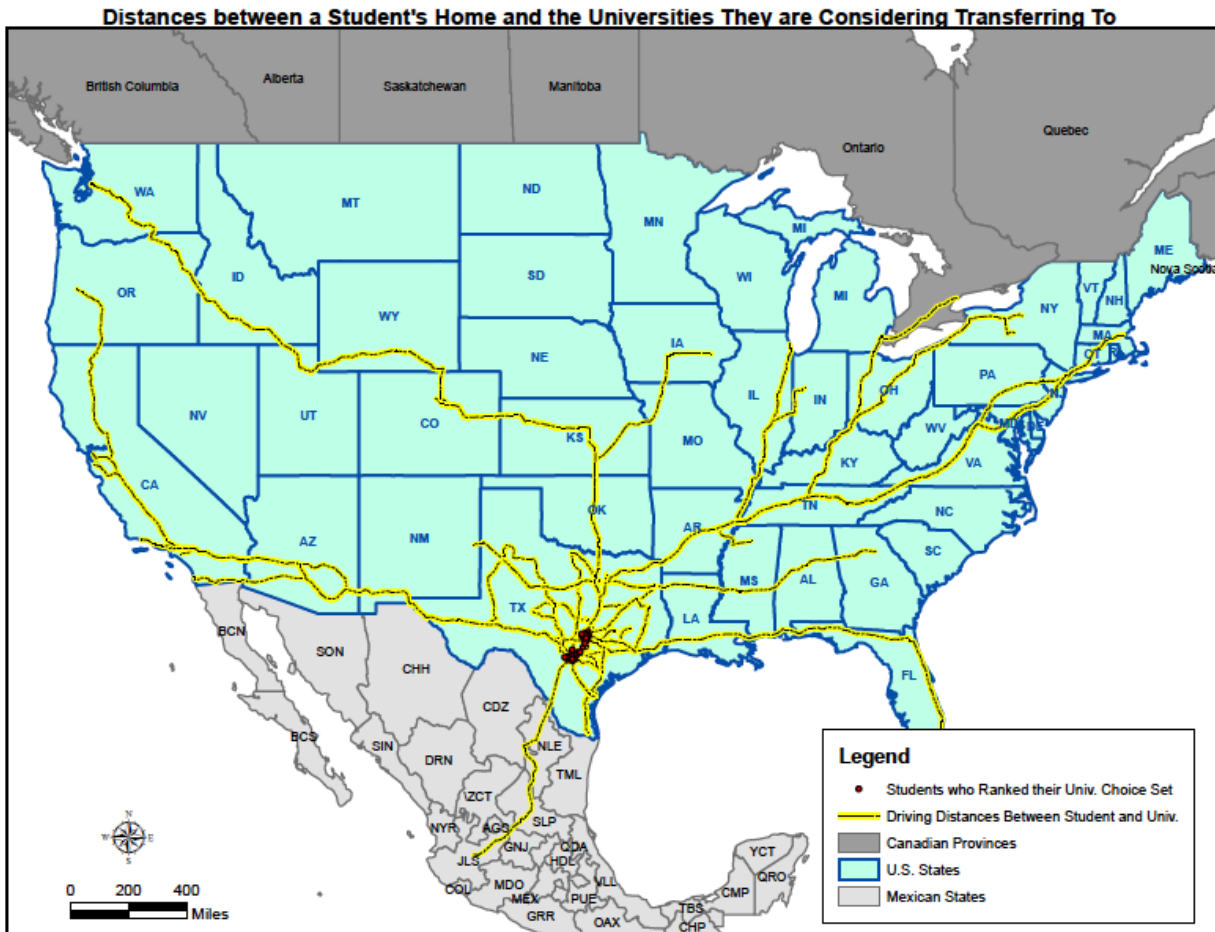 Distances between a Student's Home and the Universities They are Considering Transferring To
British Columbia
Alberta
Saskatchewan
Manitoba
Ontario
Quebec
Nova Scotia
WA
MT
ND
MN
MI
ME
OR
ID
SD
WI
MI
VT
NH
NY
WY
MA
IA
CT
NE
PA
NJ
NV
UT
CO
IL
IN
OH
KS
MO
WV
MD
DE
CA
KY
VA
AZ
NM
OK
AR
TN
NC
SC
TX
LA
MS
AL
GA
FL
BCN
SON
CHH
CDZ
BCS
SIN
DRN
NLE
TML
ZCT
NYR
AGS
SLP
JLS
GNJ
QDA
HDL
COL
MDO
MEX
VLL
PUE
GRR
OAX
TBS
CHP
CMP
YCT
QRO
N
W
E
S
0 200 400
Miles
Legend
Students who Ranked their Univ. Choice Set
Driving Distances Between Student and Univ.
Canadian Provinces
U.S. States
Mexican States